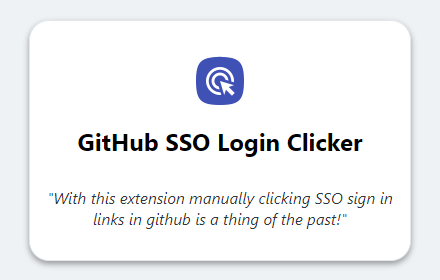 GitHub SSO Login Clicker
"With this extension manually clicking SSO sign in
links in github is a thing of the past!"